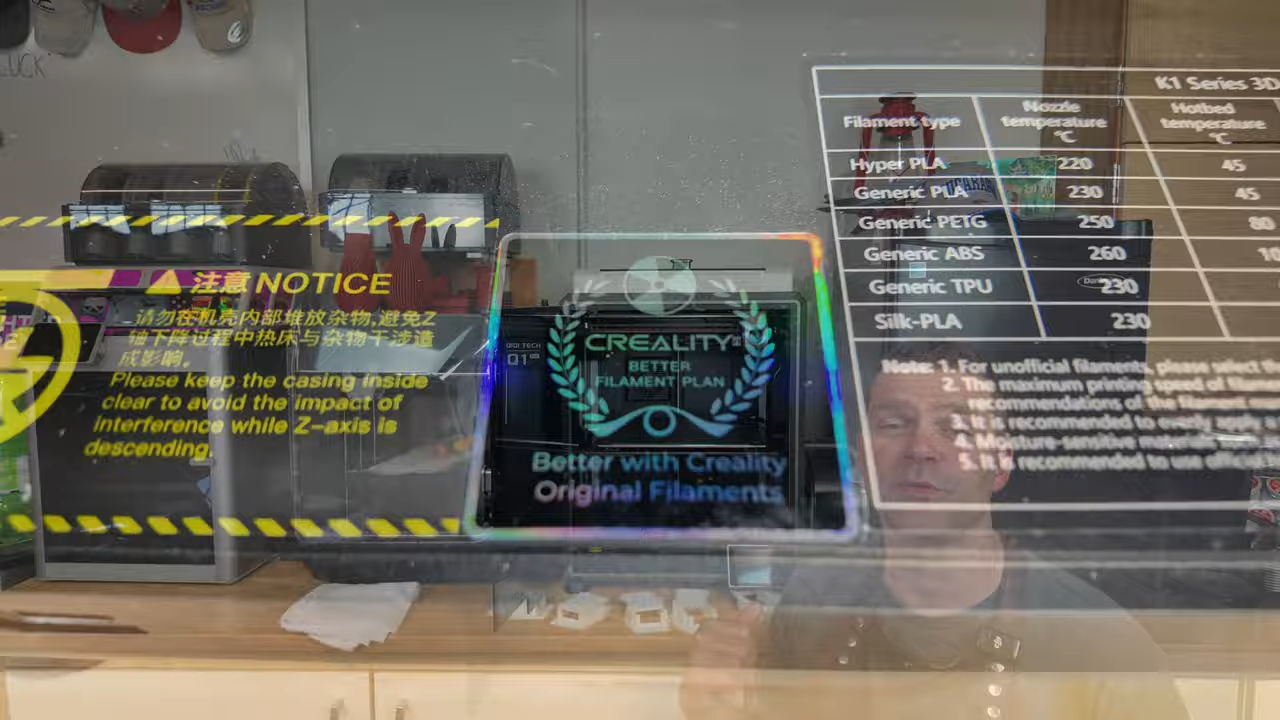 注意 NOTICE
请勿在机壳内部堆放杂物,避免Z
轴下降过程中热床与杂物干涉造
成影响。
Please keep the casing inside
clear to avoid the impact of
interference while Z-axis is
descending.
QIDI TECH
Q1
CREALITY
BETTER
FILAMENT PLAN
Better with Creality
Original Filaments
K1 Series 3D
Filament type Nozzle temperature ℃ Hotbed temperature ℃
Hyper PLA 220 45
Generic PLA 230 45
Generic PETG 250 80
Generic ABS 260 10
Generic TPU 230
Silk-PLA 230
Note: 1. For unofficial filaments, please select the
2. The maximum printing speed of filament
recommendations of the filament
3. It is recommended to evenly apply
4. Moisture-sensitive materials
5. It is recommended to use official